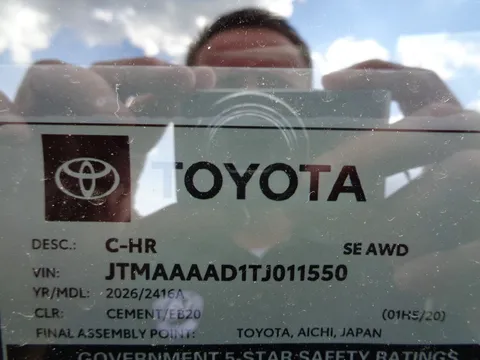 TOYOTA
DESC.: C-HR SE AWD
VIN: JTMAAAAD1TJ011550
YR/MDL: 2026/2416A
CLR: CEMENT/EB20 (01H5/20)
FINAL ASSEMBLY POINT: TOYOTA, AICHI, JAPAN
GOVERNMENT 5-STAR SAFETY RATINGS